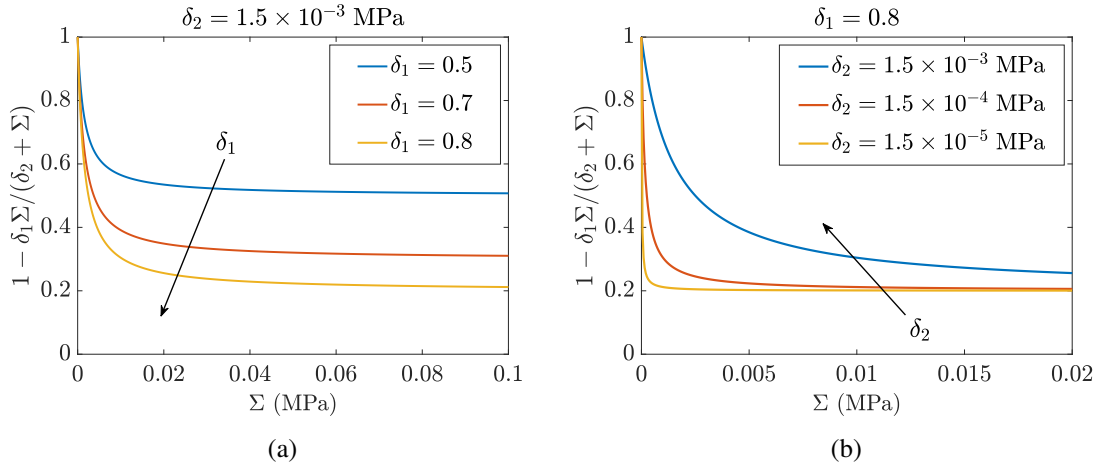 δ₂ = 1.5 × 10⁻³ MPa
1 − δ₁Σ/(δ₂ + Σ)
1
0.8
0.6
0.4
0.2
0
δ₁ = 0.5
δ₁ = 0.7
δ₁ = 0.8
δ₁
0 0.02 0.04 0.06 0.08 0.1
Σ (MPa)
(a)
δ₁ = 0.8
1 − δ₁Σ/(δ₂ + Σ)
1
0.8
0.6
0.4
0.2
0
δ₂ = 1.5 × 10⁻³ MPa
δ₂ = 1.5 × 10⁻⁴ MPa
δ₂ = 1.5 × 10⁻⁵ MPa
δ₂
0 0.005 0.01 0.015 0.02
Σ (MPa)
(b)